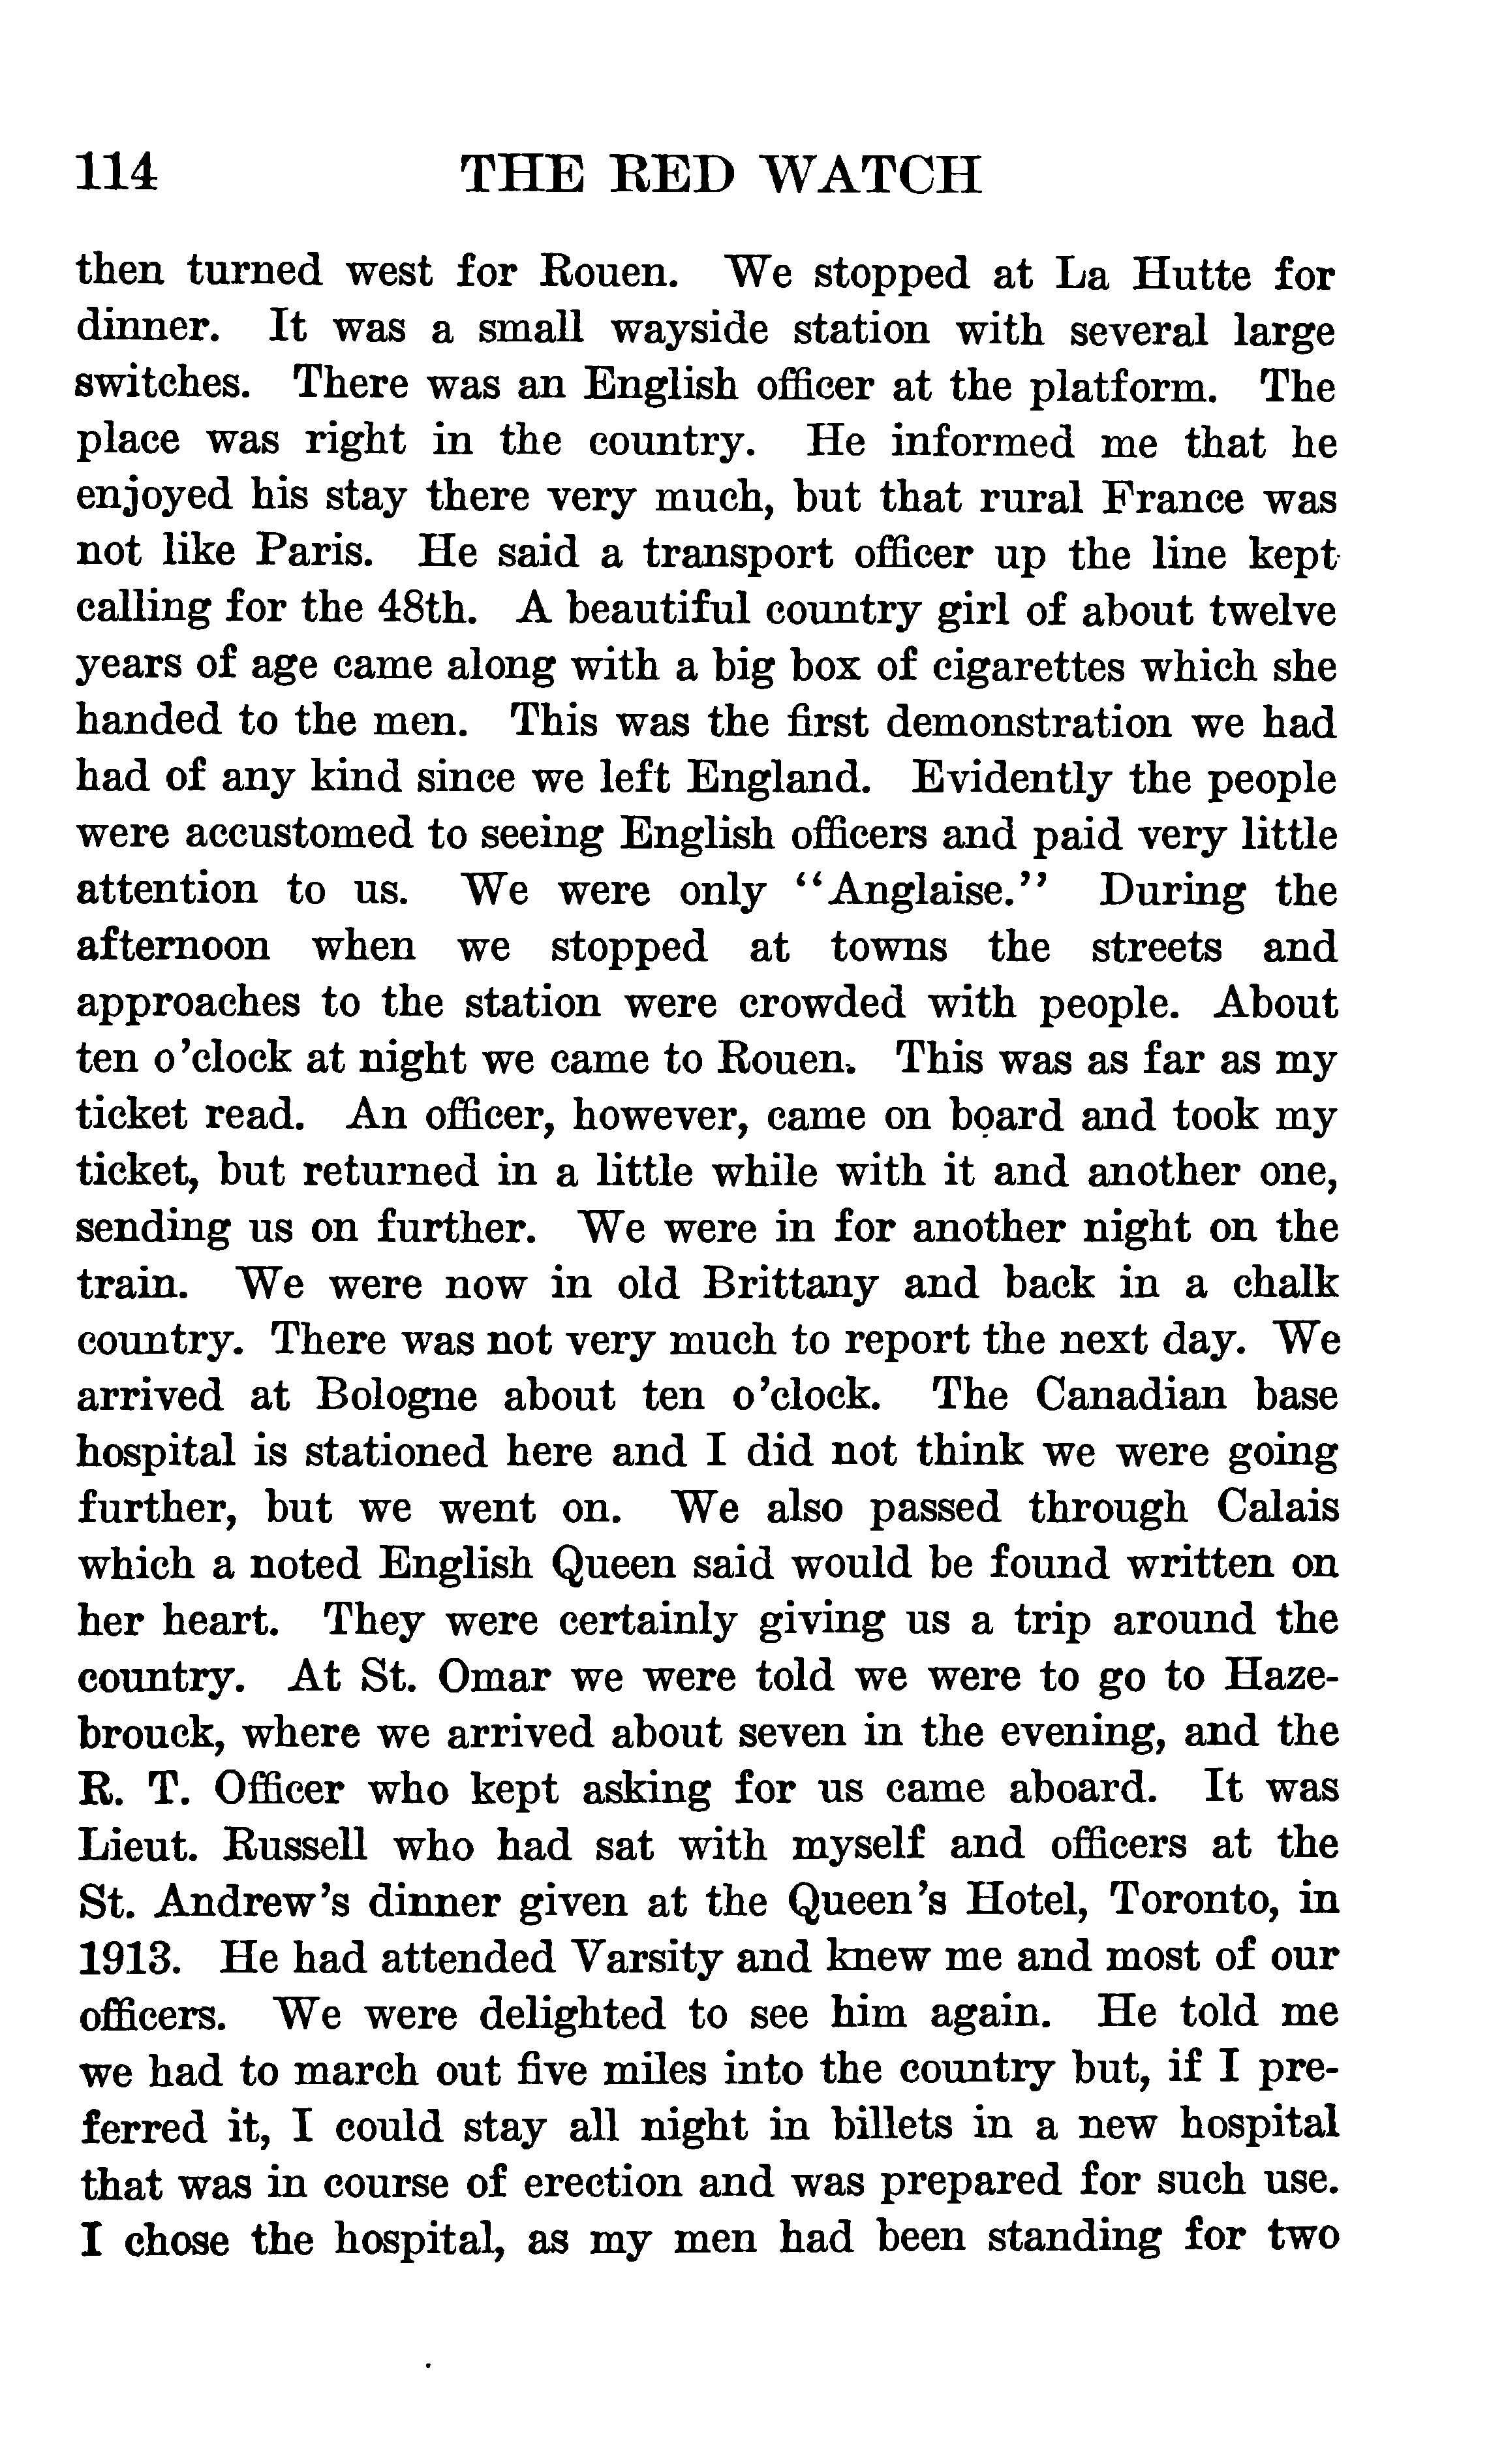 114 THE RED WATCH
then turned west for Rouen. We stopped at La Hutte for
dinner. It was a small wayside station with several large
switches. There was an English officer at the platform. The
place was right in the country. He informed me that he
enjoyed his stay there very much, but that rural France was
not like Paris. He said a transport officer up the line kept
calling for the 48th. A beautiful country girl of about twelve
years of age came along with a big box of cigarettes which she
handed to the men. This was the first demonstration we had
had of any kind since we left England. Evidently the people
were accustomed to seeing English officers and paid very little
attention to us. We were only "Anglaise." During the
afternoon when we stopped at towns the streets and
approaches to the station were crowded with people. About
ten o'clock at night we came to Rouen. This was as far as my
ticket read. An officer, however, came on board and took my
ticket, but returned in a little while with it and another one,
sending us on further. We were in for another night on the
train. We were now in old Brittany and back in a chalk
country. There was not very much to report the next day. We
arrived at Bologne about ten o'clock. The Canadian base
hospital is stationed here and I did not think we were going
further, but we went on. We also passed through Calais
which a noted English Queen said would be found written on
her heart. They were certainly giving us a trip around the
country. At St. Omar we were told we were to go to Haze-
brouck, where we arrived about seven in the evening, and the
R. T. Officer who kept asking for us came aboard. It was
Lieut. Russell who had sat with myself and officers at the
St. Andrew's dinner given at the Queen's Hotel, Toronto, in
1913. He had attended Varsity and knew me and most of our
officers. We were delighted to see him again. He told me
we had to march out five miles into the country but, if I pre-
ferred it, I could stay all night in billets in a new hospital
that was in course of erection and was prepared for such use.
I chose the hospital, as my men had been standing for two